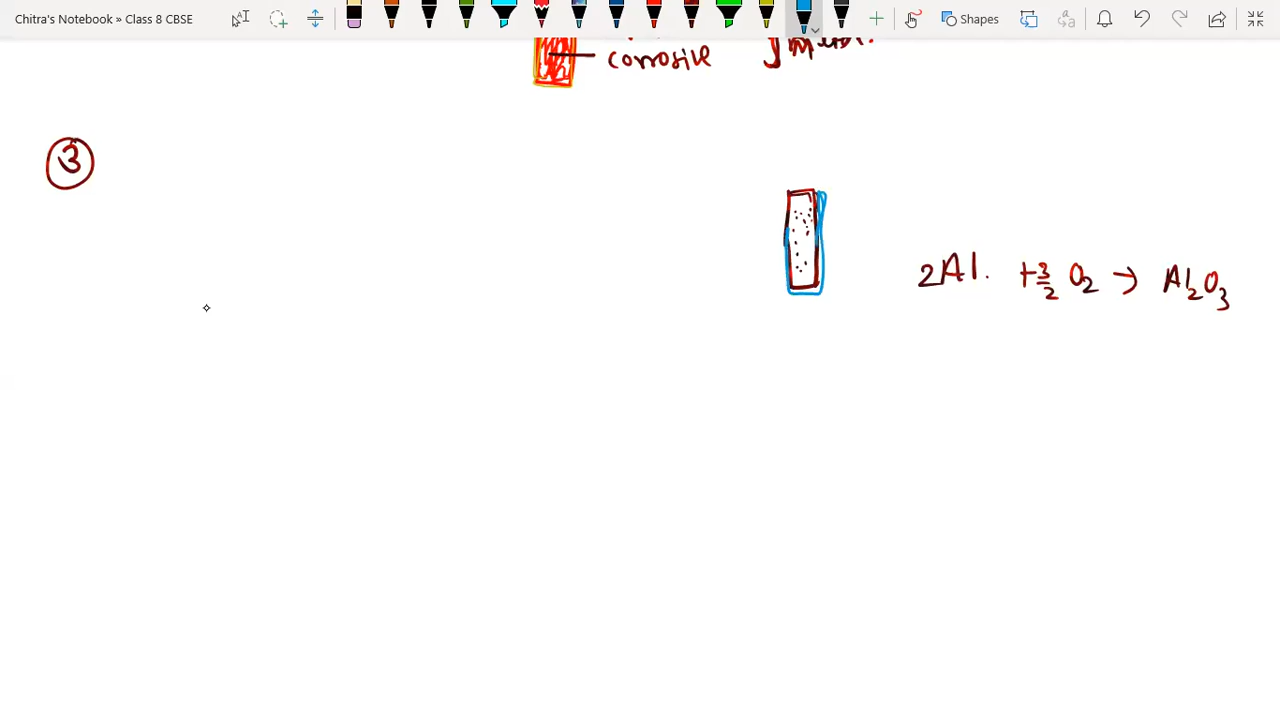 Chitra's Notebook » Class 8 CBSE
Shapes
corrosive
3
2Al. + 3/2 O2 → Al2O3